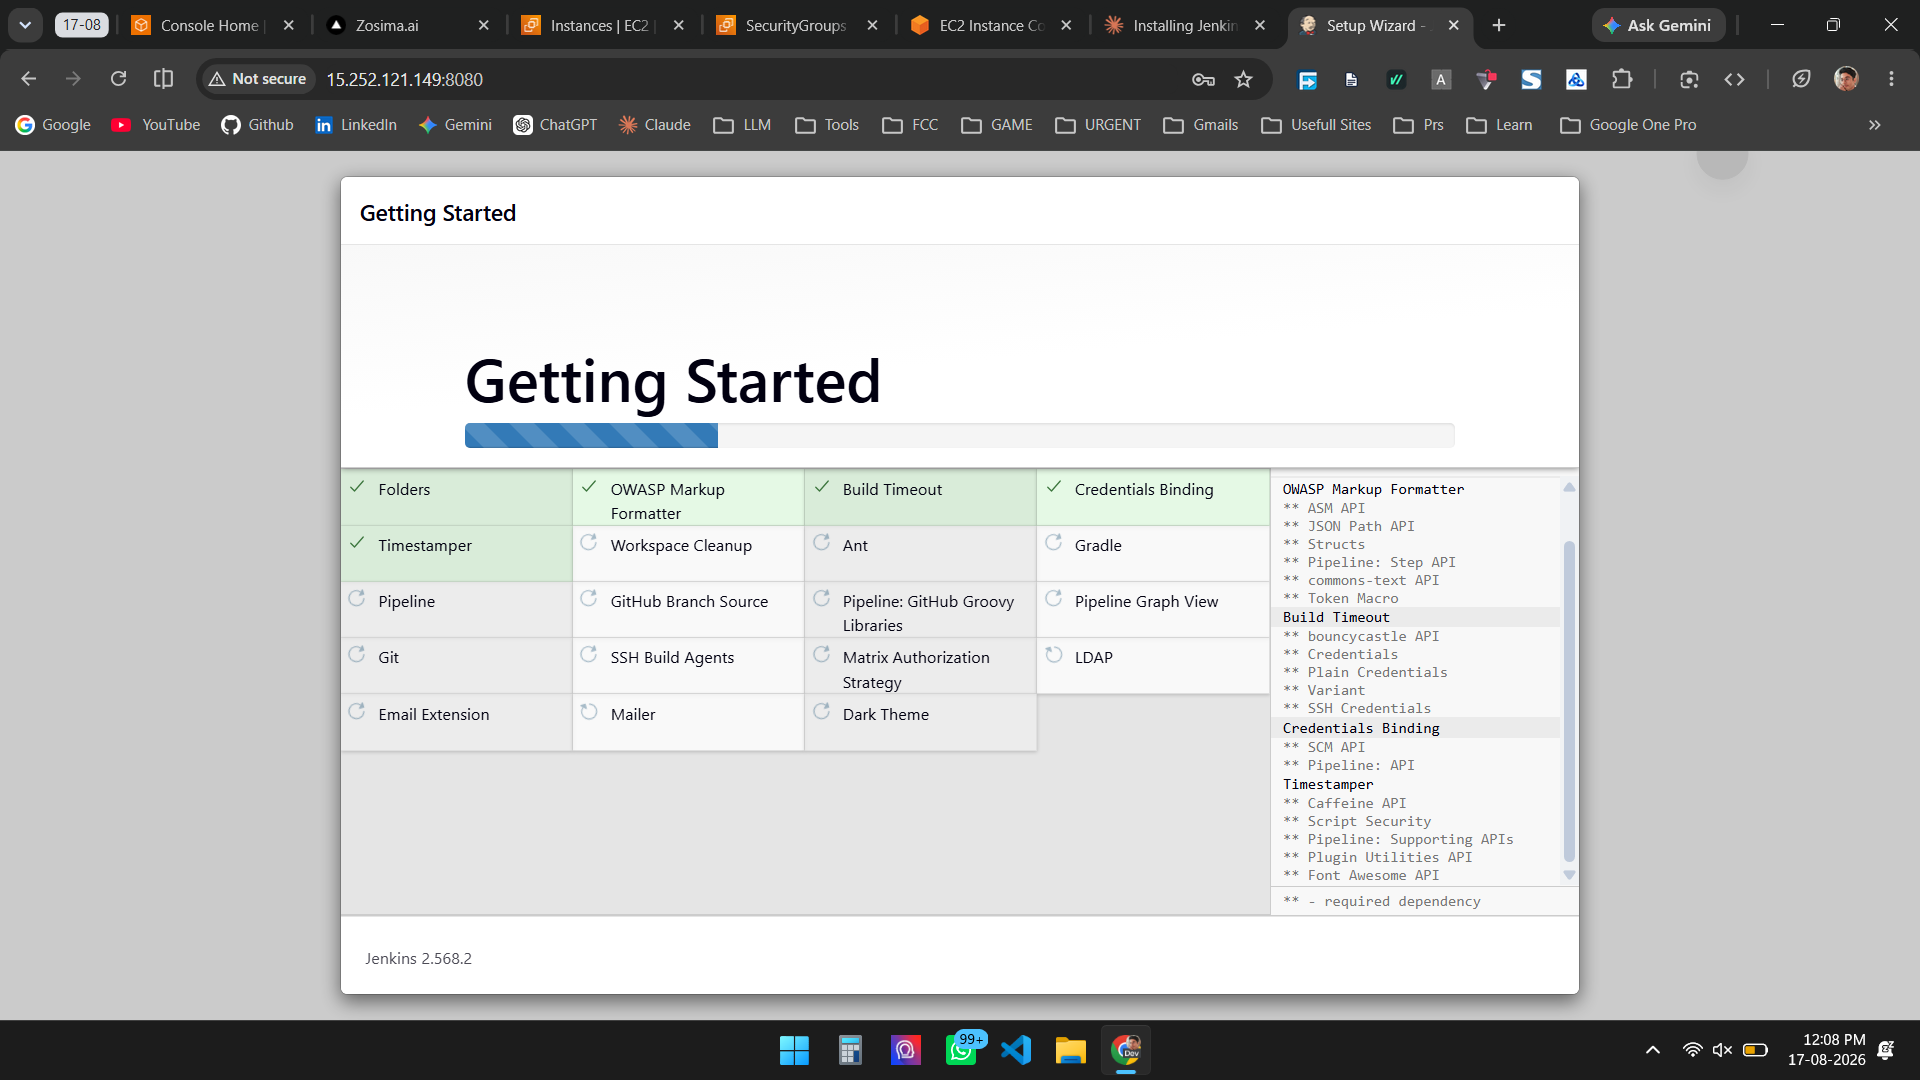 17-08
Console Home
Zosima.ai
Instances | EC2
SecurityGroups
EC2 Instance Co
Installing Jenkin
Setup Wizard -
Ask Gemini
Not secure
15.252.121.149:8080
A
Google
YouTube
Github
LinkedIn
Gemini
ChatGPT
Claude
LLM
Tools
FCC
GAME
URGENT
Gmails
Usefull Sites
Prs
Learn
Google One Pro
Getting Started
Getting Started
Folders
OWASP Markup
Formatter
Build Timeout
Credentials Binding
Timestamper
Workspace Cleanup
Ant
Gradle
Pipeline
GitHub Branch Source
Pipeline: GitHub Groovy
Libraries
Pipeline Graph View
Git
SSH Build Agents
Matrix Authorization
Strategy
LDAP
Email Extension
Mailer
Dark Theme
OWASP Markup Formatter
** ASM API
** JSON Path API
** Structs
** Pipeline: Step API
** commons-text API
** Token Macro
Build Timeout
** bouncycastle API
** Credentials
** Plain Credentials
** Variant
** SSH Credentials
Credentials Binding
** SCM API
** Pipeline: API
Timestamper
** Caffeine API
** Script Security
** Pipeline: Supporting APIs
** Plugin Utilities API
** Font Awesome API
** - required dependency
Jenkins 2.568.2
99+
Dev
12:08 PM
17-08-2026